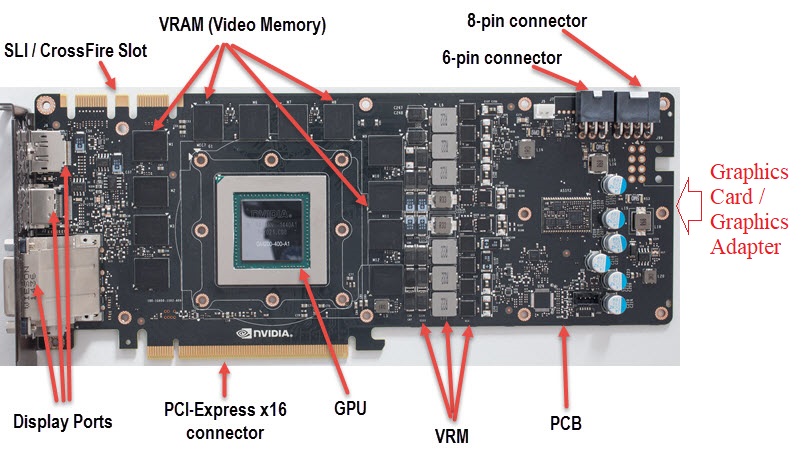 8-pin connector
VRAM (Video Memory)
SLI / CrossFire Slot
6-pin connector
Graphics
Card /
Graphics
Adapter
NVIDIA.
Display Ports
PCI-Express x16
connector
GPU
VRM
PCB